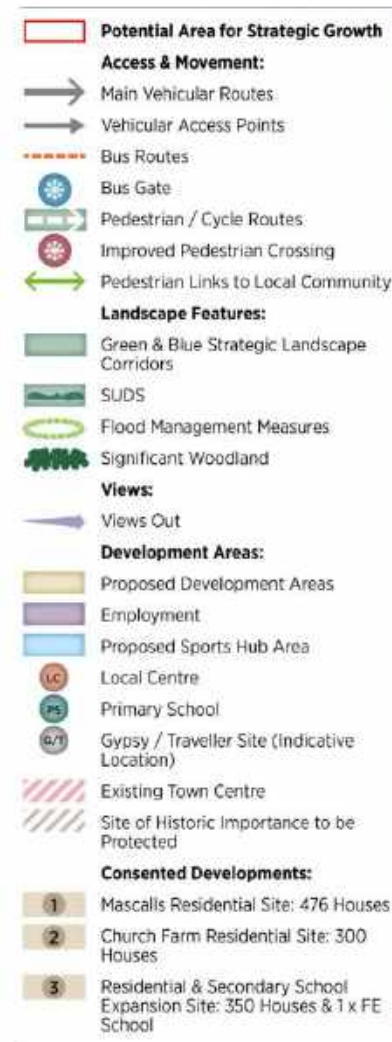 Potential Area for Strategic Growth
Access & Movement:
Main Vehicular Routes
Vehicular Access Points
Bus Routes
Bus Gate
Pedestrian / Cycle Routes
Improved Pedestrian Crossing
Pedestrian Links to Local Community
Landscape Features:
Green & Blue Strategic Landscape
Corridors
SUDS
Flood Management Measures
Significant Woodland
Views:
Views Out
Development Areas:
Proposed Development Areas
Employment
Proposed Sports Hub Area
LC Local Centre
PS Primary School
G/T Gypsy / Traveller Site (Indicative
Location)
Existing Town Centre
Site of Historic Importance to be
Protected
Consented Developments:
1 Mascalls Residential Site: 476 Houses
2 Church Farm Residential Site: 300
Houses
3 Residential & Secondary School
Expansion Site: 350 Houses & 1 x FE
School